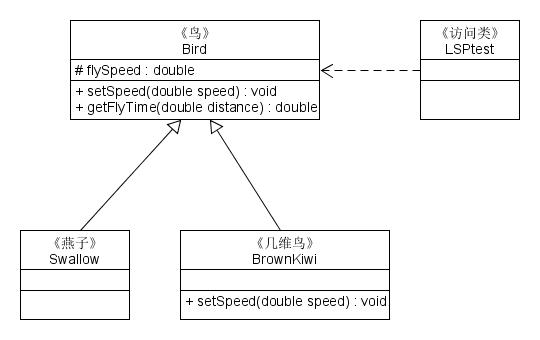 《鸟》
Bird
# flySpeed : double
+ setSpeed(double speed) : void
+ getFlyTime(double distance) : double
《访问类》
LSPtest
《燕子》
Swallow
《几维鸟》
BrownKiwi
+ setSpeed(double speed) : void